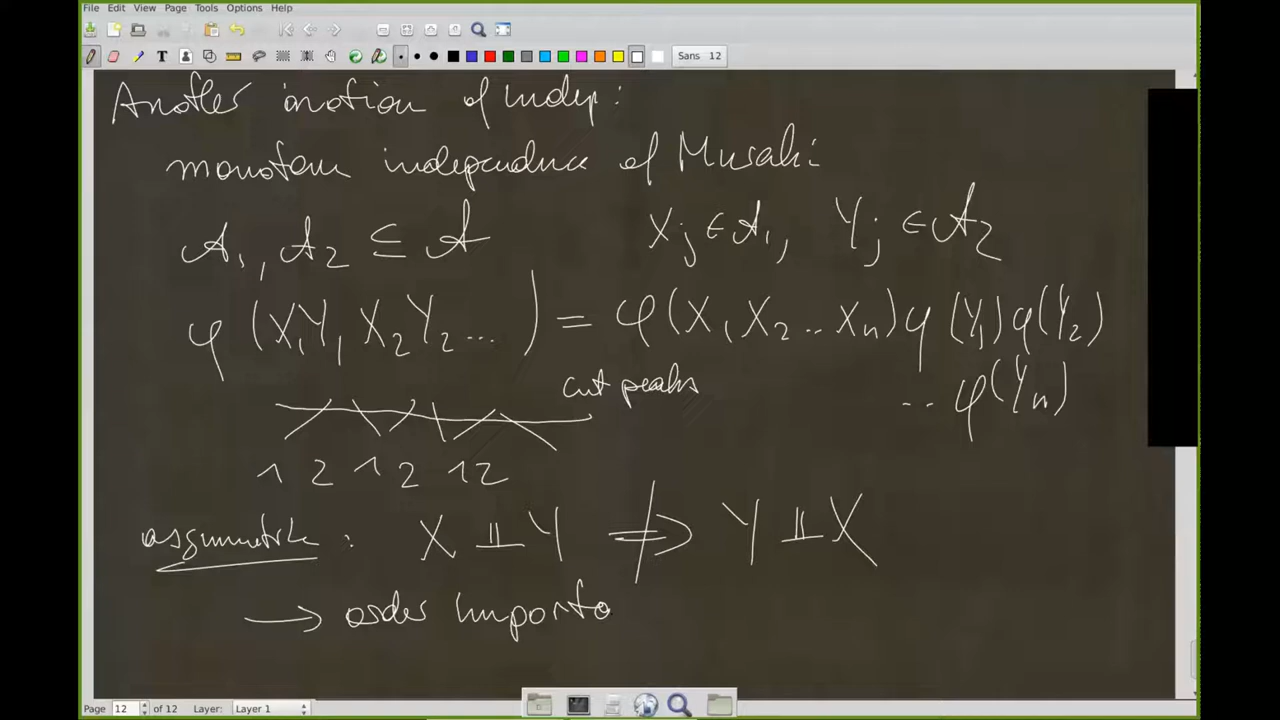 File Edit View Page Tools Options Help
Sans 12
Another notion of indep:
monotone independence of Muraki
A₁, A₂ ⊆ A    Xⱼ ∈ A₁, Yⱼ ∈ A₂
φ(X₁Y₁X₂Y₂...) = φ(X₁X₂..Xₙ)φ(Y₁)φ(Y₂)
..φ(Yₙ)
cut peaks
1 2 1 2 1 2
asymmetric : X ⫫ Y ⇏ Y ⫫ X
→ order importa
Page 12 of 12 Layer: Layer 1